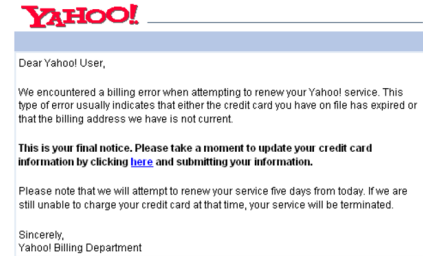 YAHOO!
Dear Yahoo! User,
We encountered a billing error when attempting to renew your Yahoo! service. This
type of error usually indicates that either the credit card you have on file has expired or
that the billing address we have is not current.
This is your final notice. Please take a moment to update your credit card
information by clicking here and submitting your information.
Please note that we will attempt to renew your service five days from today. If we are
still unable to charge your credit card at that time, your service will be terminated.
Sincerely,
Yahoo! Billing Department